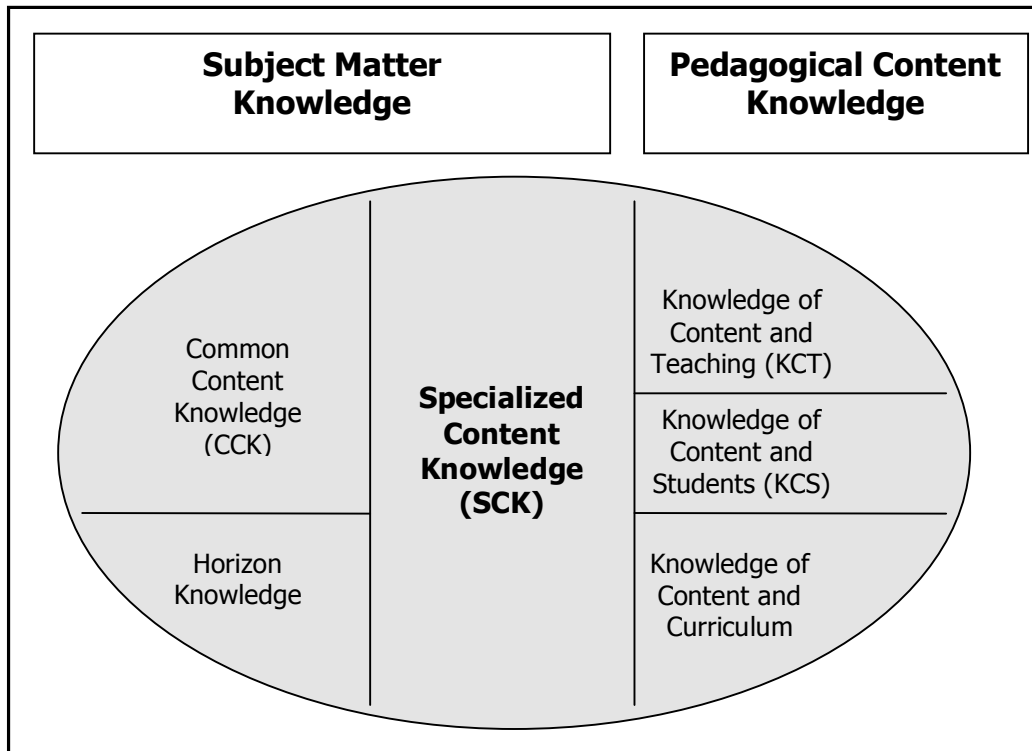 Subject Matter
Knowledge
Pedagogical Content
Knowledge
Common
Content
Knowledge
(CCK)
Horizon
Knowledge
Specialized
Content
Knowledge
(SCK)
Knowledge of
Content and
Teaching (KCT)
Knowledge of
Content and
Students (KCS)
Knowledge of
Content and
Curriculum